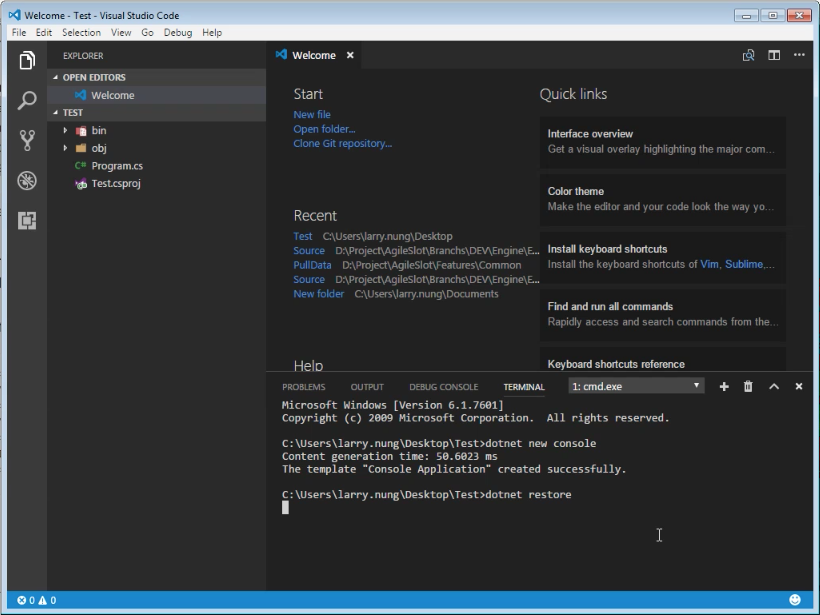 Welcome - Test - Visual Studio Code
File Edit Selection View Go Debug Help
EXPLORER
OPEN EDITORS
Welcome
TEST
bin
obj
C# Program.cs
Test.csproj
Welcome
Start
New file
Open folder...
Clone Git repository...
Recent
Test C:\Users\larry.nung\Desktop
Source D:\Project\AgileSlot\Branchs\DEV\Engine\E...
PullData D:\Project\AgileSlot\Features\Common
Source D:\Project\AgileSlot\Branchs\DEV\Engine\E...
New folder C:\Users\larry.nung\Documents
Help
Quick links
Interface overview
Get a visual overlay highlighting the major com...
Color theme
Make the editor and your code look the way yo...
Install keyboard shortcuts
Install the keyboard shortcuts of Vim, Sublime,...
Find and run all commands
Rapidly access and search commands from the...
Keyboard shortcuts reference
PROBLEMS OUTPUT DEBUG CONSOLE TERMINAL 1: cmd.exe
Microsoft Windows [Version 6.1.7601]
Copyright (c) 2009 Microsoft Corporation. All rights reserved.
C:\Users\larry.nung\Desktop\Test>dotnet new console
Content generation time: 50.6023 ms
The template "Console Application" created successfully.
C:\Users\larry.nung\Desktop\Test>dotnet restore
0 0